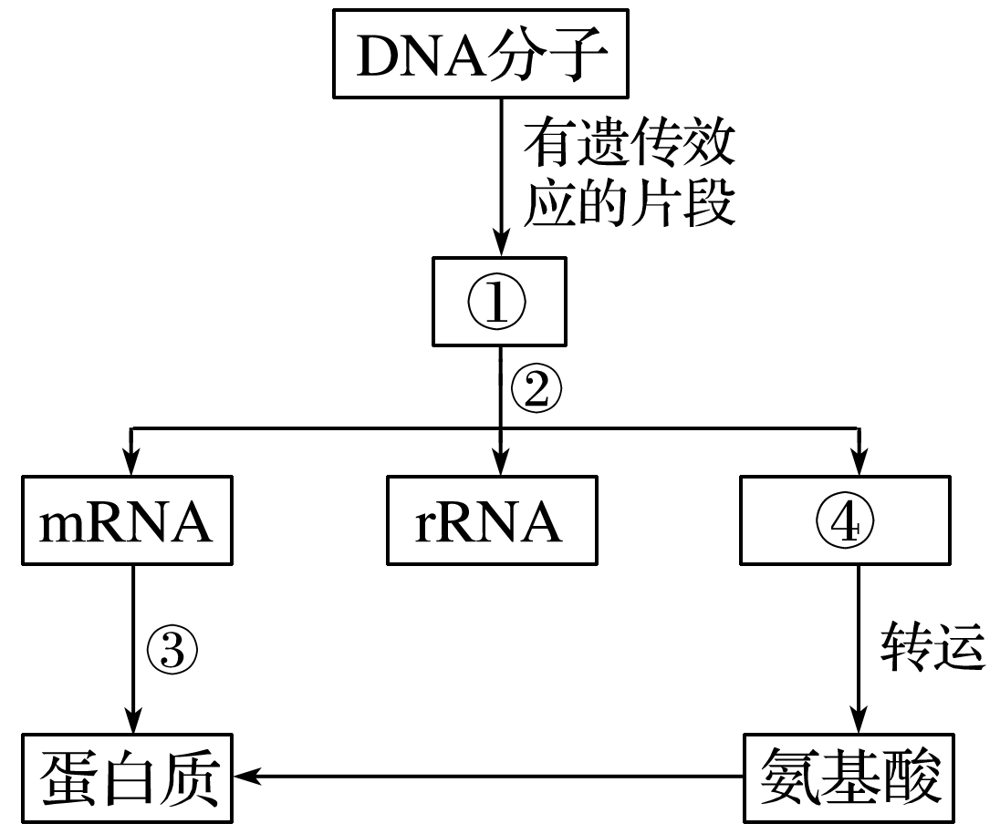 DNA分子
有遗传效
应的片段
①
②
mRNA
rRNA
④
③
转运
蛋白质
氨基酸